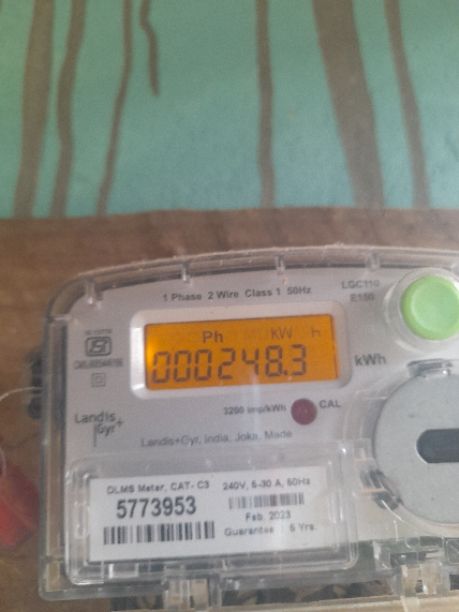 1 Phase 2 Wire Class 1 50Hz
LGC110
E150
Ph kW h
000248.3
kWh
3200 imp/kWh
CAL
Landis
Gyr+
Landis+Gyr, India, Joka, Made
DLMS Meter, CAT- C3
240V, 5-30 A, 50Hz
5773953
Feb. 2023
Guarantee 5 Yrs.